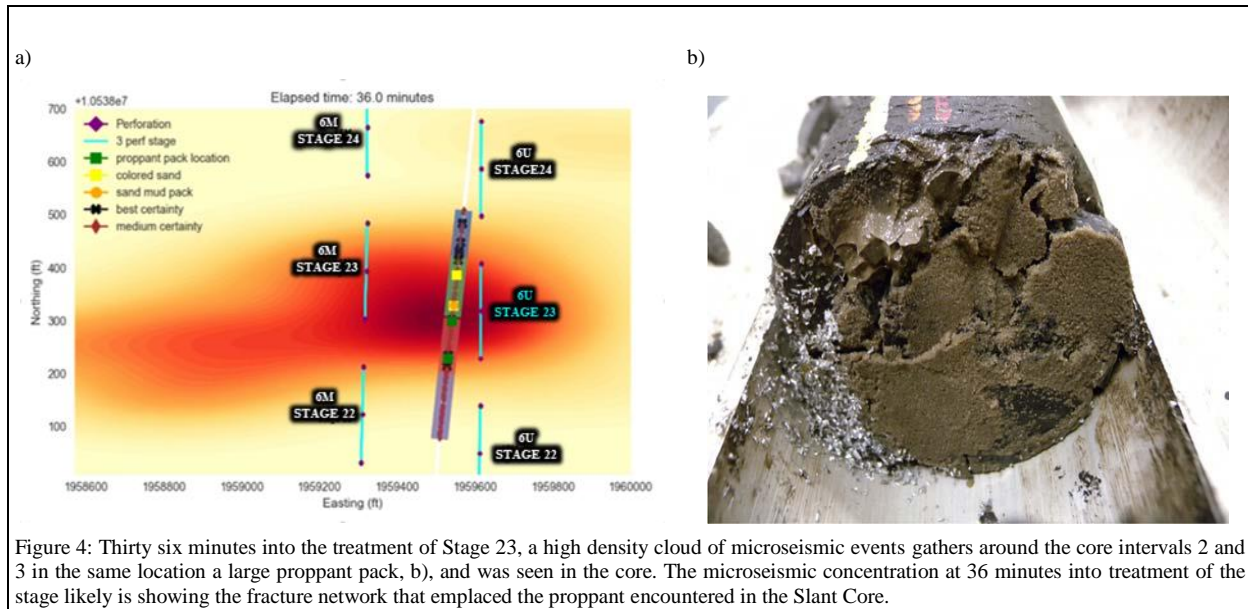 a)
b)
+1.0538e7
Elapsed time: 36.0 minutes
700
600
500
400
300
200
100
Northing (ft)
Perforation
3 perf stage
proppant pack location
colored sand
sand mud pack
best certainty
medium certainty
6M
STAGE 24
6U
STAGE24
6M
STAGE 23
6U
STAGE 23
6M
STAGE 22
6U
STAGE 22
1958600 1958800 1959000 1959200 1959400 1959600 1959800 1960000
Easting (ft)
Figure 4: Thirty six minutes into the treatment of Stage 23, a high density cloud of microseismic events gathers around the core intervals 2 and
3 in the same location a large proppant pack, b), and was seen in the core. The microseismic concentration at 36 minutes into treatment of the
stage likely is showing the fracture network that emplaced the proppant encountered in the Slant Core.